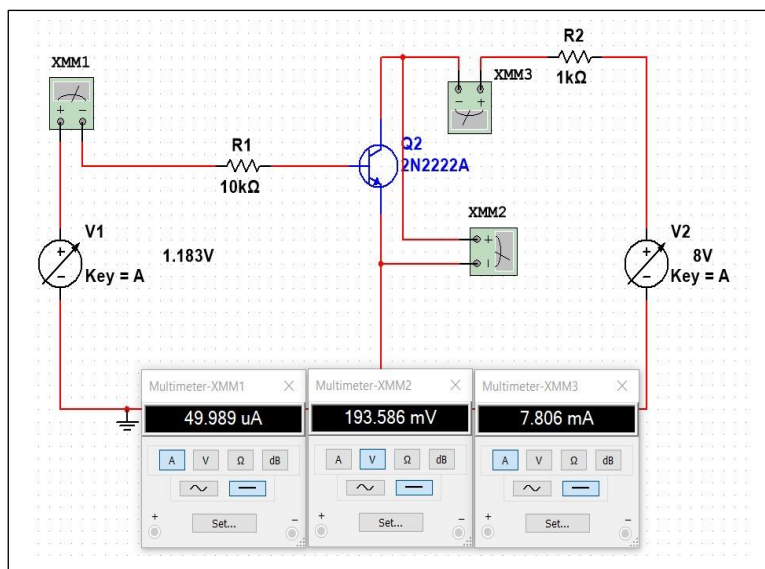 XMM1
+ -
R1
10kΩ
V1
+
-
Key = A
1.183V
Q2
2N2222A
XMM3
- +
R2
1kΩ
XMM2
+
-
V2
+
-
8V
Key = A
Multimeter-XMM1
49.989 uA
A V Ω dB
+ Set... -
Multimeter-XMM2
193.586 mV
A V Ω dB
+ Set... -
Multimeter-XMM3
7.806 mA
A V Ω dB
+ Set... -